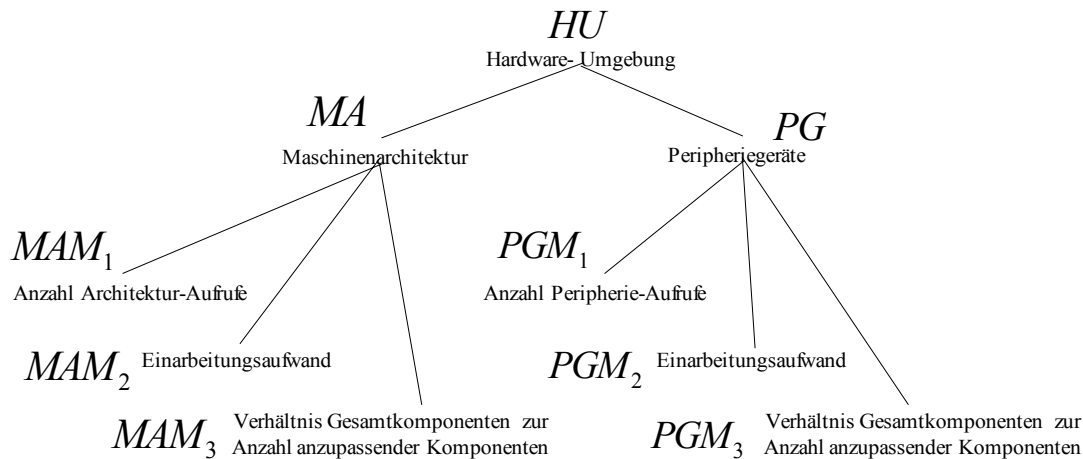 HU
Hardware- Umgebung
MA
Maschinenarchitektur
PG
Peripheriegeräte
MAM₁
Anzahl Architektur-Aufrufe
PGM₁
Anzahl Peripherie-Aufrufe
MAM₂ Einarbeitungsaufwand
PGM₂ Einarbeitungsaufwand
MAM₃ Verhältnis Gesamtkomponenten zur
Anzahl anzupassender Komponenten
PGM₃ Verhältnis Gesamtkomponenten zur
Anzahl anzupassender Komponenten